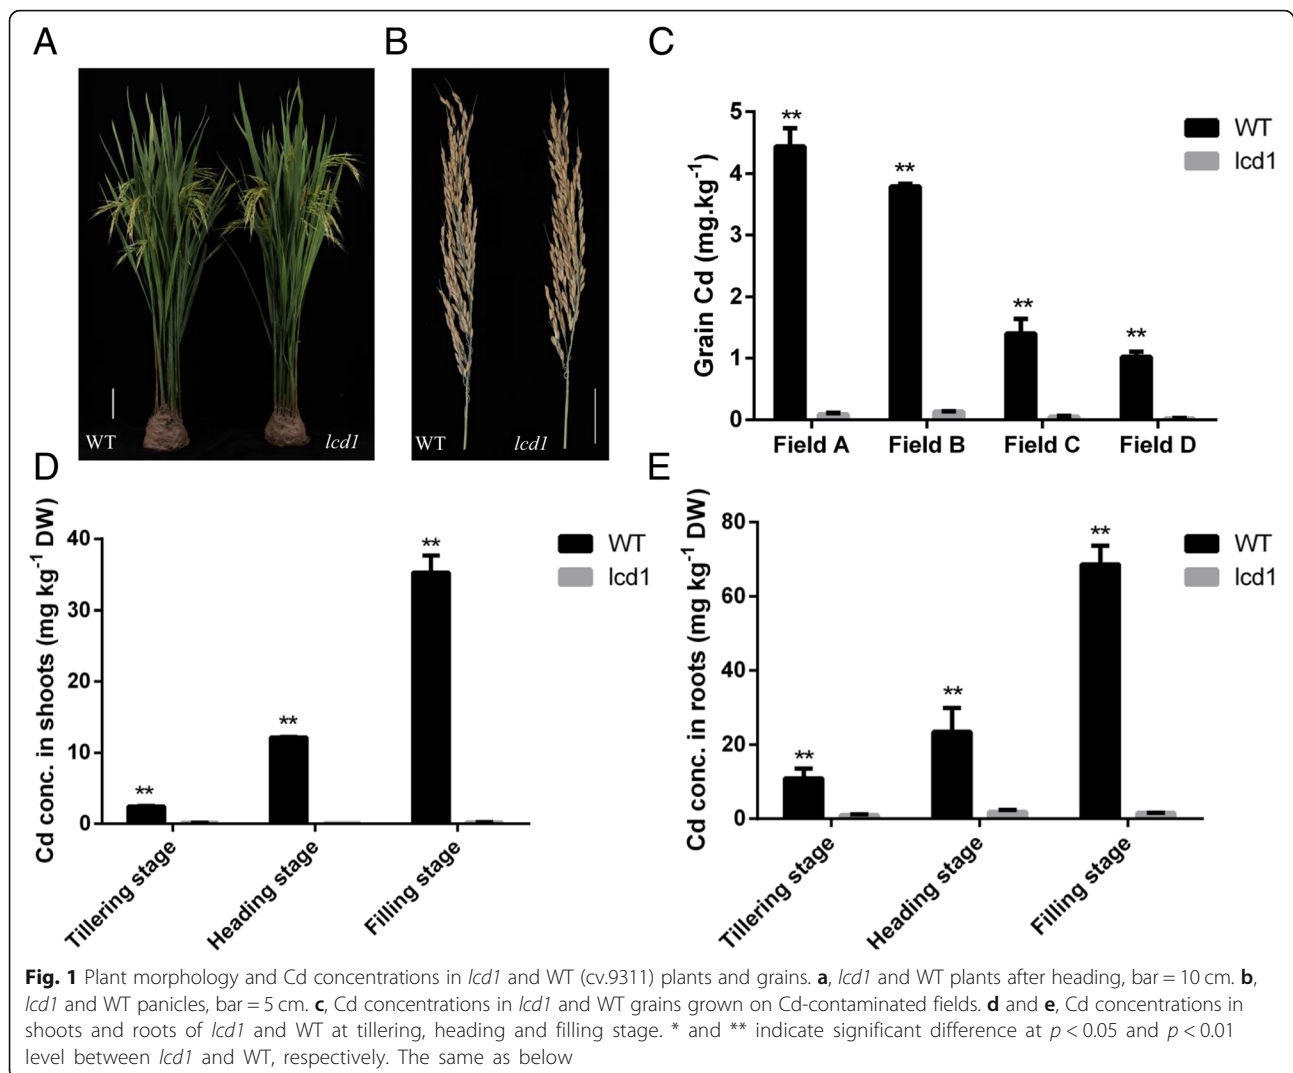 A
B
WT
lcd1
WT
lcd1
C
Grain Cd (mg.kg-1)
5
4
3
2
1
0
**
**
**
**
Field A
Field B
Field C
Field D
WT
lcd1
D
Cd conc. in shoots (mg kg-1 DW)
40
30
20
10
0
**
**
**
Tillering stage
Heading stage
Filling stage
WT
lcd1
E
Cd conc. in roots (mg kg-1 DW)
80
60
40
20
0
**
**
**
Tillering stage
Heading stage
Filling stage
WT
lcd1
Fig. 1 Plant morphology and Cd concentrations in lcd1 and WT (cv.9311) plants and grains. a, lcd1 and WT plants after heading, bar = 10 cm. b,
lcd1 and WT panicles, bar = 5 cm. c, Cd concentrations in lcd1 and WT grains grown on Cd-contaminated fields. d and e, Cd concentrations in
shoots and roots of lcd1 and WT at tillering, heading and filling stage. * and ** indicate significant difference at p < 0.05 and p < 0.01
level between lcd1 and WT, respectively. The same as below